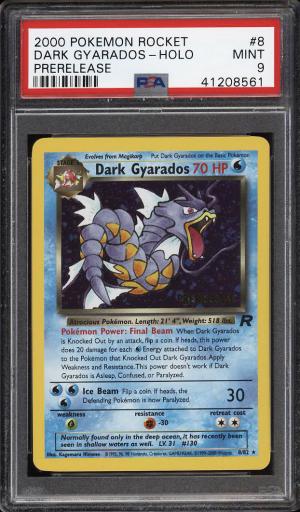 2000 POKEMON ROCKET #8
DARK GYARADOS - HOLO MINT
PRERELEASE 9
PSA 41208561
STAGE 1
Evolves from Magikarp Put Dark Gyarados on the Basic Pokémon
Dark Gyarados 70 HP
Atrocious Pokémon. Length: 21' 4", Weight: 518 lbs.
R
Pokémon Power: Final Beam When Dark Gyarados
is Knocked Out by an attack, flip a coin. If heads, this
power does 20 damage for each Energy attached to Dark Gyarados
to the Pokémon that Knocked Out Dark Gyarados. Apply
Weakness and Resistance. This power doesn't work if Dark
Gyarados is Asleep, Confused, or Paralyzed.
Ice Beam Flip a coin. If heads, the
Defending Pokémon is now Paralyzed. 30
weakness resistance retreat cost
-30
Normally found only in the deep ocean, it has recently been
seen in shallow waters as well. LV. 31 #130
Illus. Kagemaru Himeno 8/82 ★